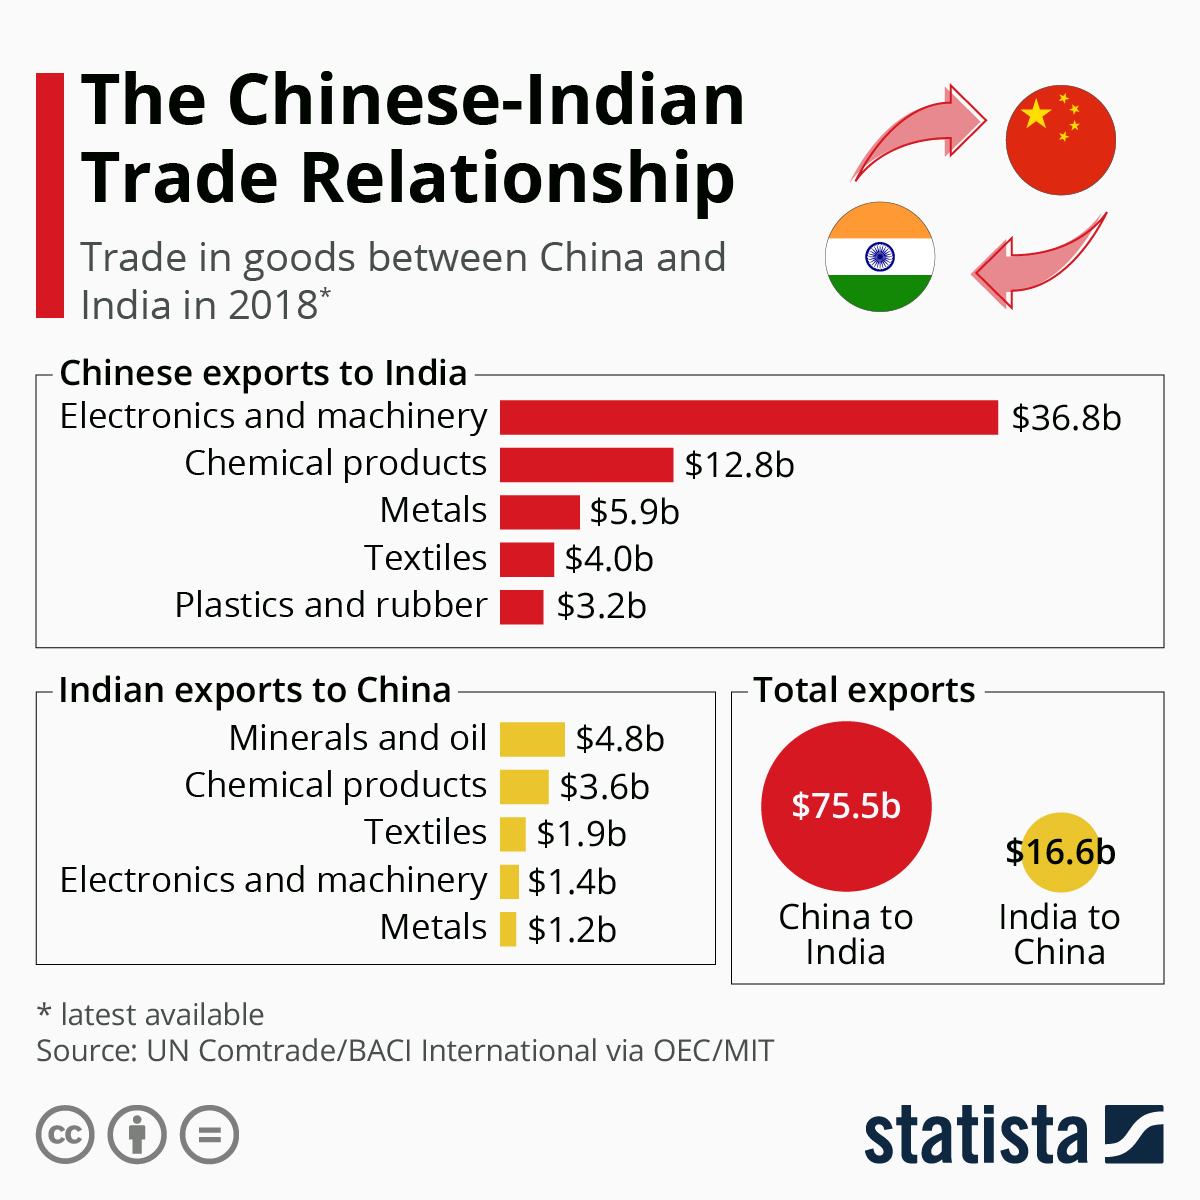 The Chinese-Indian
Trade Relationship
Trade in goods between China and
India in 2018*
Chinese exports to India
Electronics and machinery $36.8b
Chemical products $12.8b
Metals $5.9b
Textiles $4.0b
Plastics and rubber $3.2b
Indian exports to China
Minerals and oil $4.8b
Chemical products $3.6b
Textiles $1.9b
Electronics and machinery $1.4b
Metals $1.2b
Total exports
$75.5b
China to
India
$16.6b
India to
China
* latest available
Source: UN Comtrade/BACI International via OEC/MIT
cc
statista